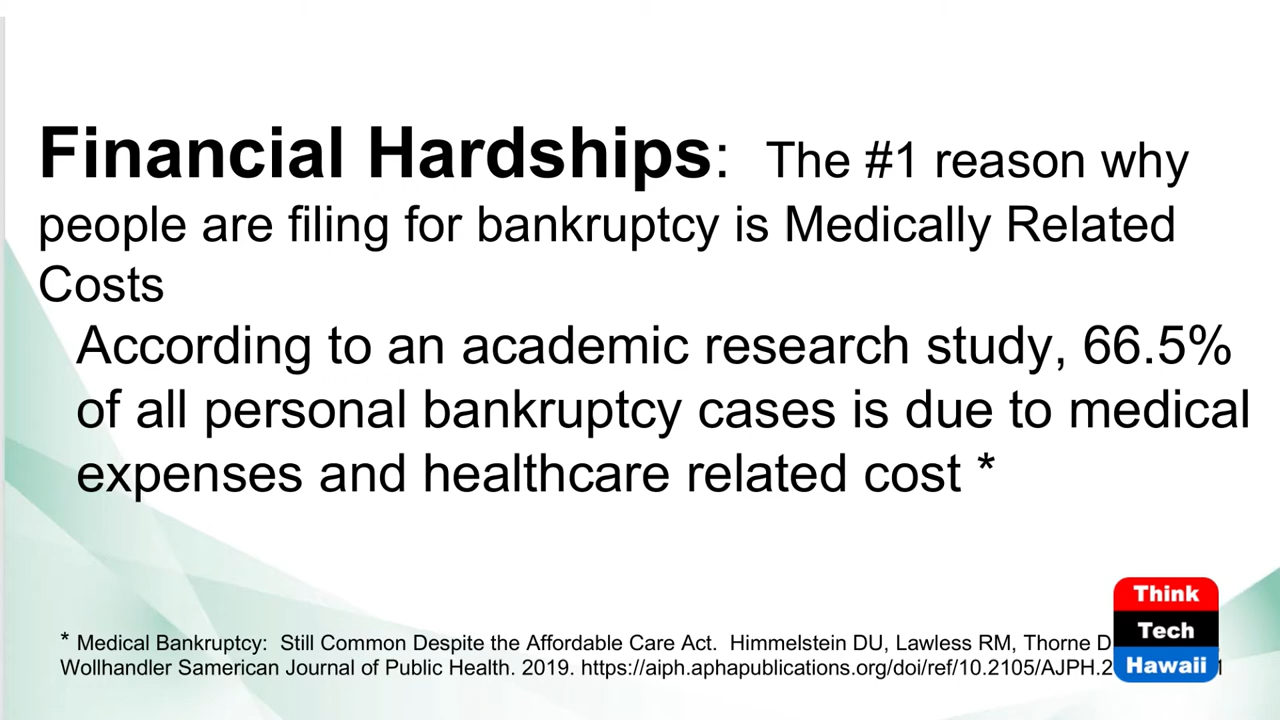 Financial Hardships: The #1 reason why
people are filing for bankruptcy is Medically Related
Costs
According to an academic research study, 66.5%
of all personal bankruptcy cases is due to medical
expenses and healthcare related cost *
* Medical Bankruptcy: Still Common Despite the Affordable Care Act. Himmelstein DU, Lawless RM, Thorne D
Wollhandler Samerican Journal of Public Health. 2019. https://aiph.aphapublications.org/doi/ref/10.2105/AJPH.2
Think
Tech
Hawaii